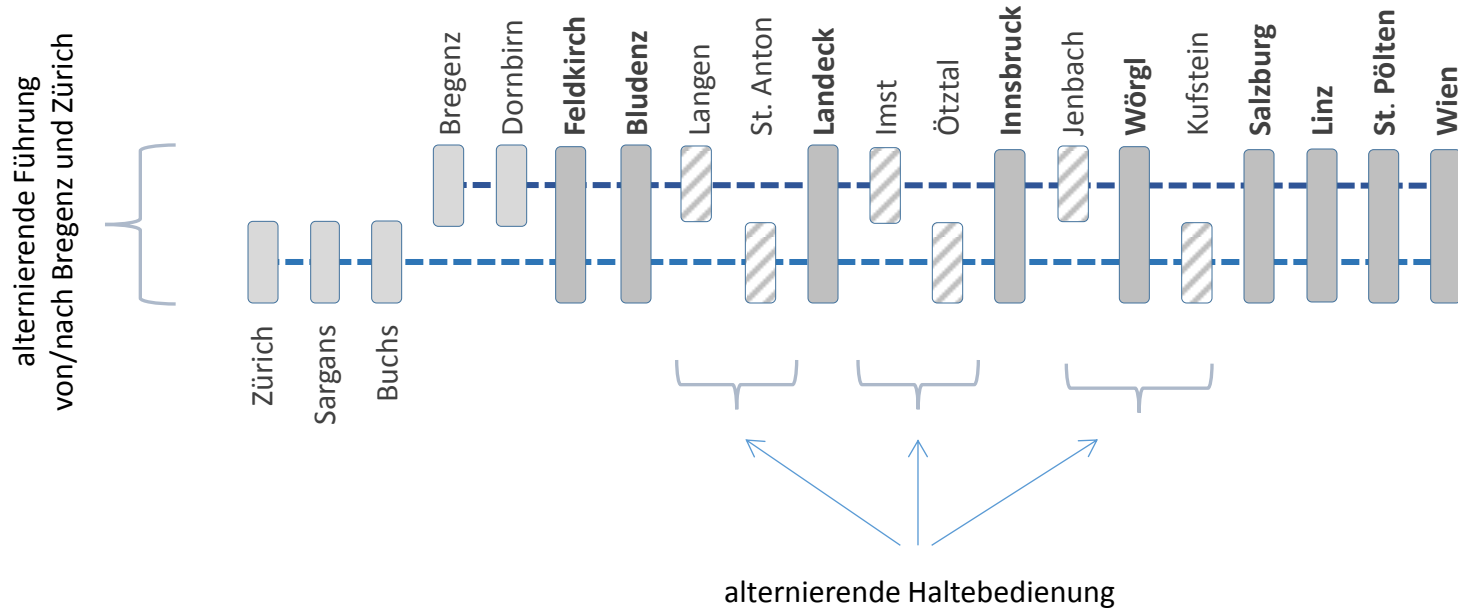 alternierende Führung
von/nach Bregenz und Zürich
Bregenz
Dornbirn
Feldkirch
Bludenz
Langen
St. Anton
Landeck
Imst
Ötztal
Innsbruck
Jenbach
Wörgl
Kufstein
Salzburg
Linz
St. Pölten
Wien
Zürich
Sargans
Buchs
alternierende Haltebedienung